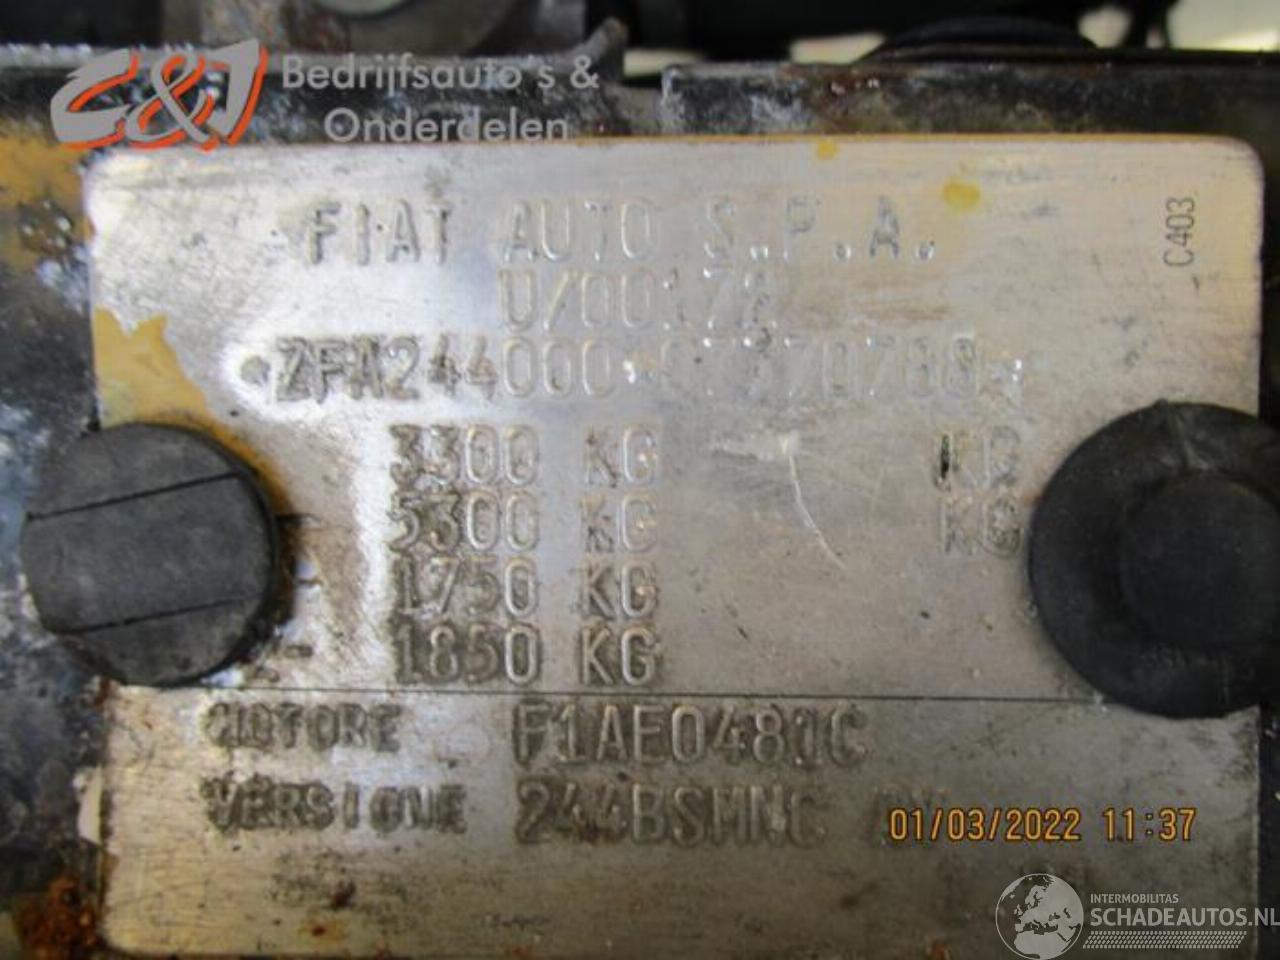 C&J Bedrijfsauto's &
Onderdelen
FIAT AUTO S.P.A.
C403
3300 KG KG
5300 KG KG
1750 KG
1850 KG
MOTORE F1AE0481C
VERSIONE 244BSMNC
01/03/2022 11:37
INTERMOBILITAS
SCHADEAUTOS.NL